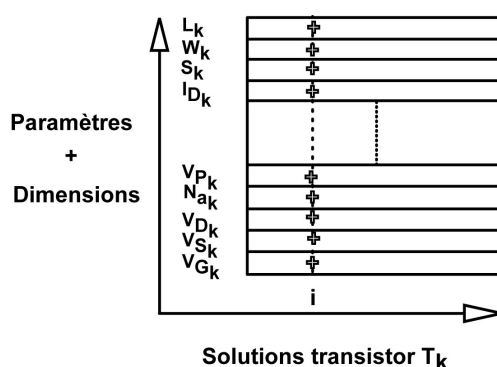 Lk
Wk
Sk
IDk
Paramètres
+
Dimensions
VPk
Nak
VDk
VSk
VGk
i
Solutions transistor Tk